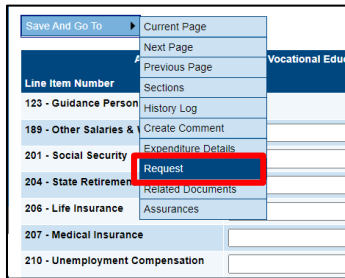 Save And Go To
Current Page
Next Page
Previous Page
Sections
History Log
Create Comment
Expenditure Details
Request
Related Documents
Assurances
A
Vocational Edu
Line Item Number
123 - Guidance Person
189 - Other Salaries &
201 - Social Security
204 - State Retiremen
206 - Life Insurance
207 - Medical Insurance
210 - Unemployment Compensation